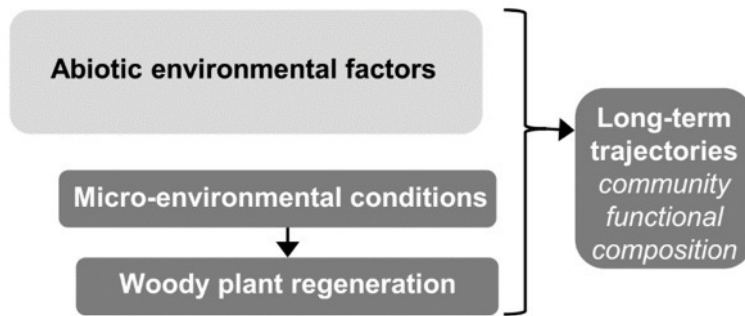 Abiotic environmental factors
Micro-environmental conditions
Woody plant regeneration
Long-term
trajectories
community
functional
composition